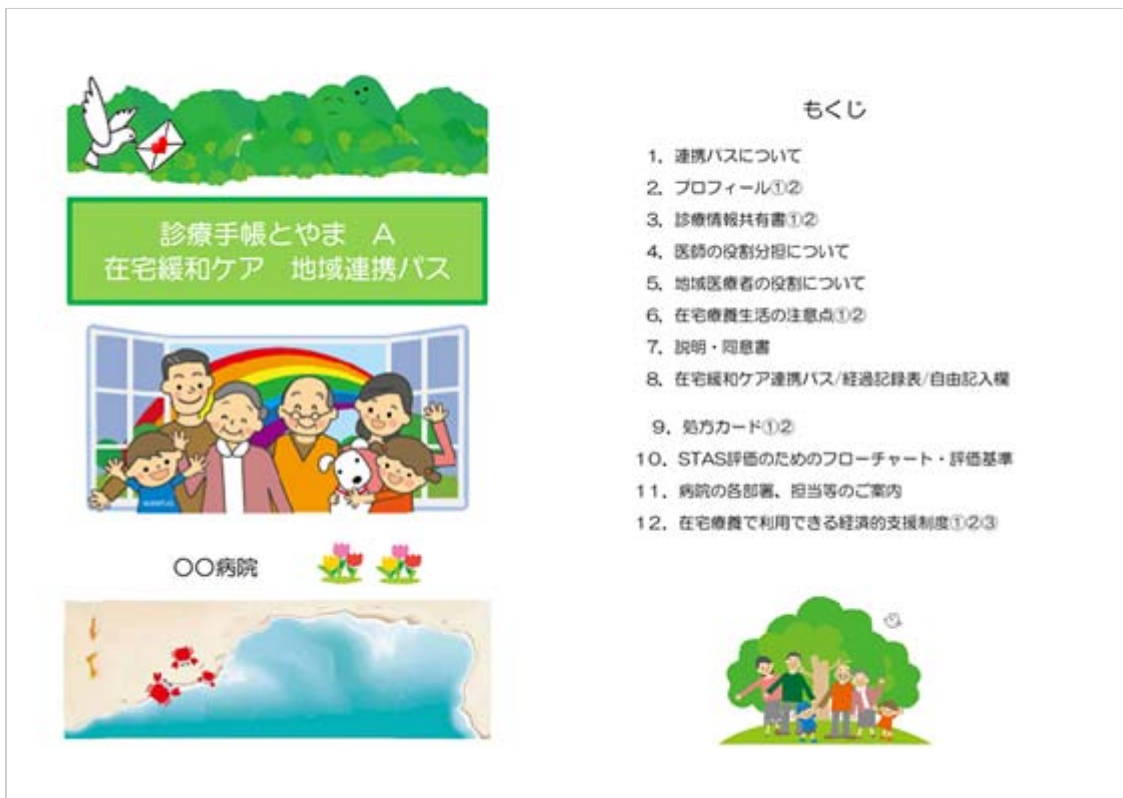 診療手帳とやま　A
在宅緩和ケア　地域連携パス
〇〇病院
もくじ
1．連携パスについて
2．プロフィール①②
3．診療情報共有書①②
4．医師の役割分担について
5．地域医療者の役割について
6．在宅療養生活の注意点①②
7．説明・同意書
8．在宅緩和ケア連携パス/経過記録表/自由記入欄
9．処方カード①②
10．STAS評価のためのフローチャート・評価基準
11．病院の各部署、担当等のご案内
12．在宅療養で利用できる経済的支援制度①②③